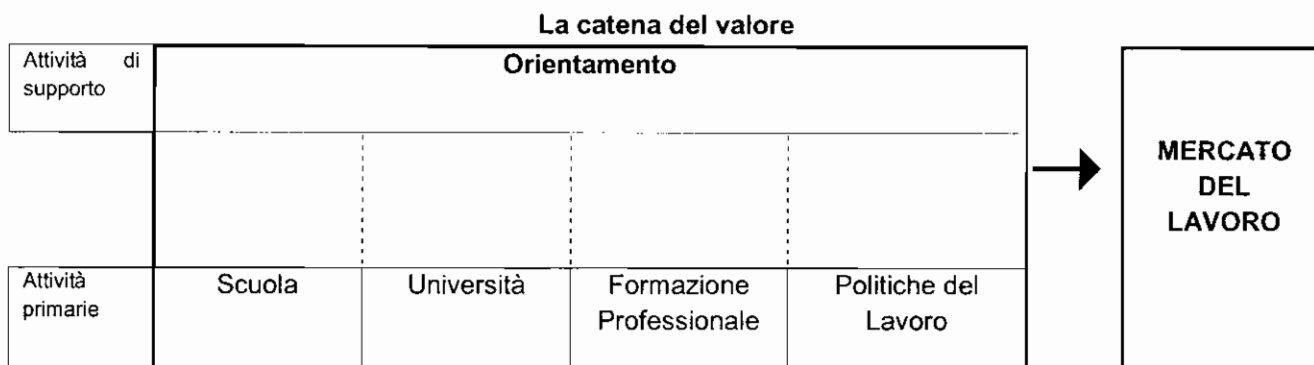 La catena del valore
Attività di
supporto
Orientamento
MERCATO
DEL
LAVORO
Attività
primarie
Scuola
Università
Formazione
Professionale
Politiche del
Lavoro